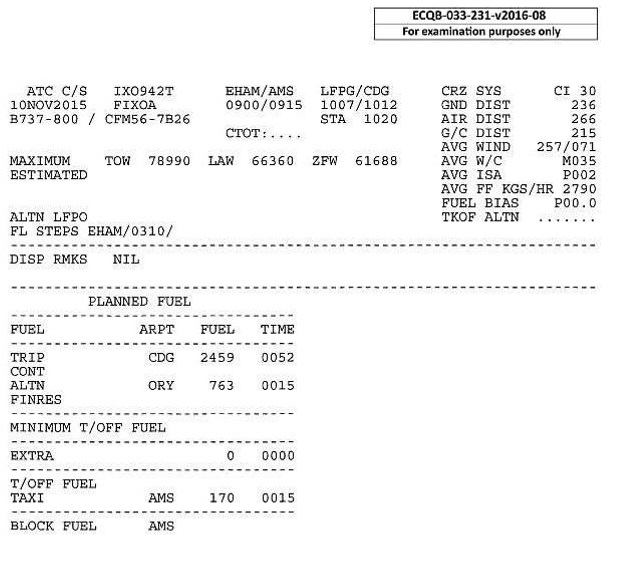 ECQB-033-231-v2016-08
For examination purposes only
ATC C/S IXO942T EHAM/AMS LFPG/CDG CRZ SYS CI 30
10NOV2015 FIXOA 0900/0915 1007/1012 GND DIST 236
B737-800 / CFM56-7B26 STA 1020 AIR DIST 266
CTOT:.... G/C DIST 215
AVG WIND 257/071
MAXIMUM TOW 78990 LAW 66360 ZFW 61688 AVG W/C M035
ESTIMATED AVG ISA P002
AVG FF KGS/HR 2790
FUEL BIAS P00.0
ALTN LFPO TKOF ALTN .......
FL STEPS EHAM/0310/
--------------------------------------------------------------------
DISP RMKS NIL
--------------------------------------------------------------------
PLANNED FUEL
---------------------------------
FUEL ARPT FUEL TIME
---------------------------------
TRIP CDG 2459 0052
CONT
ALTN ORY 763 0015
FINRES
---------------------------------
MINIMUM T/OFF FUEL
---------------------------------
EXTRA 0 0000
---------------------------------
T/OFF FUEL
TAXI AMS 170 0015
---------------------------------
BLOCK FUEL AMS